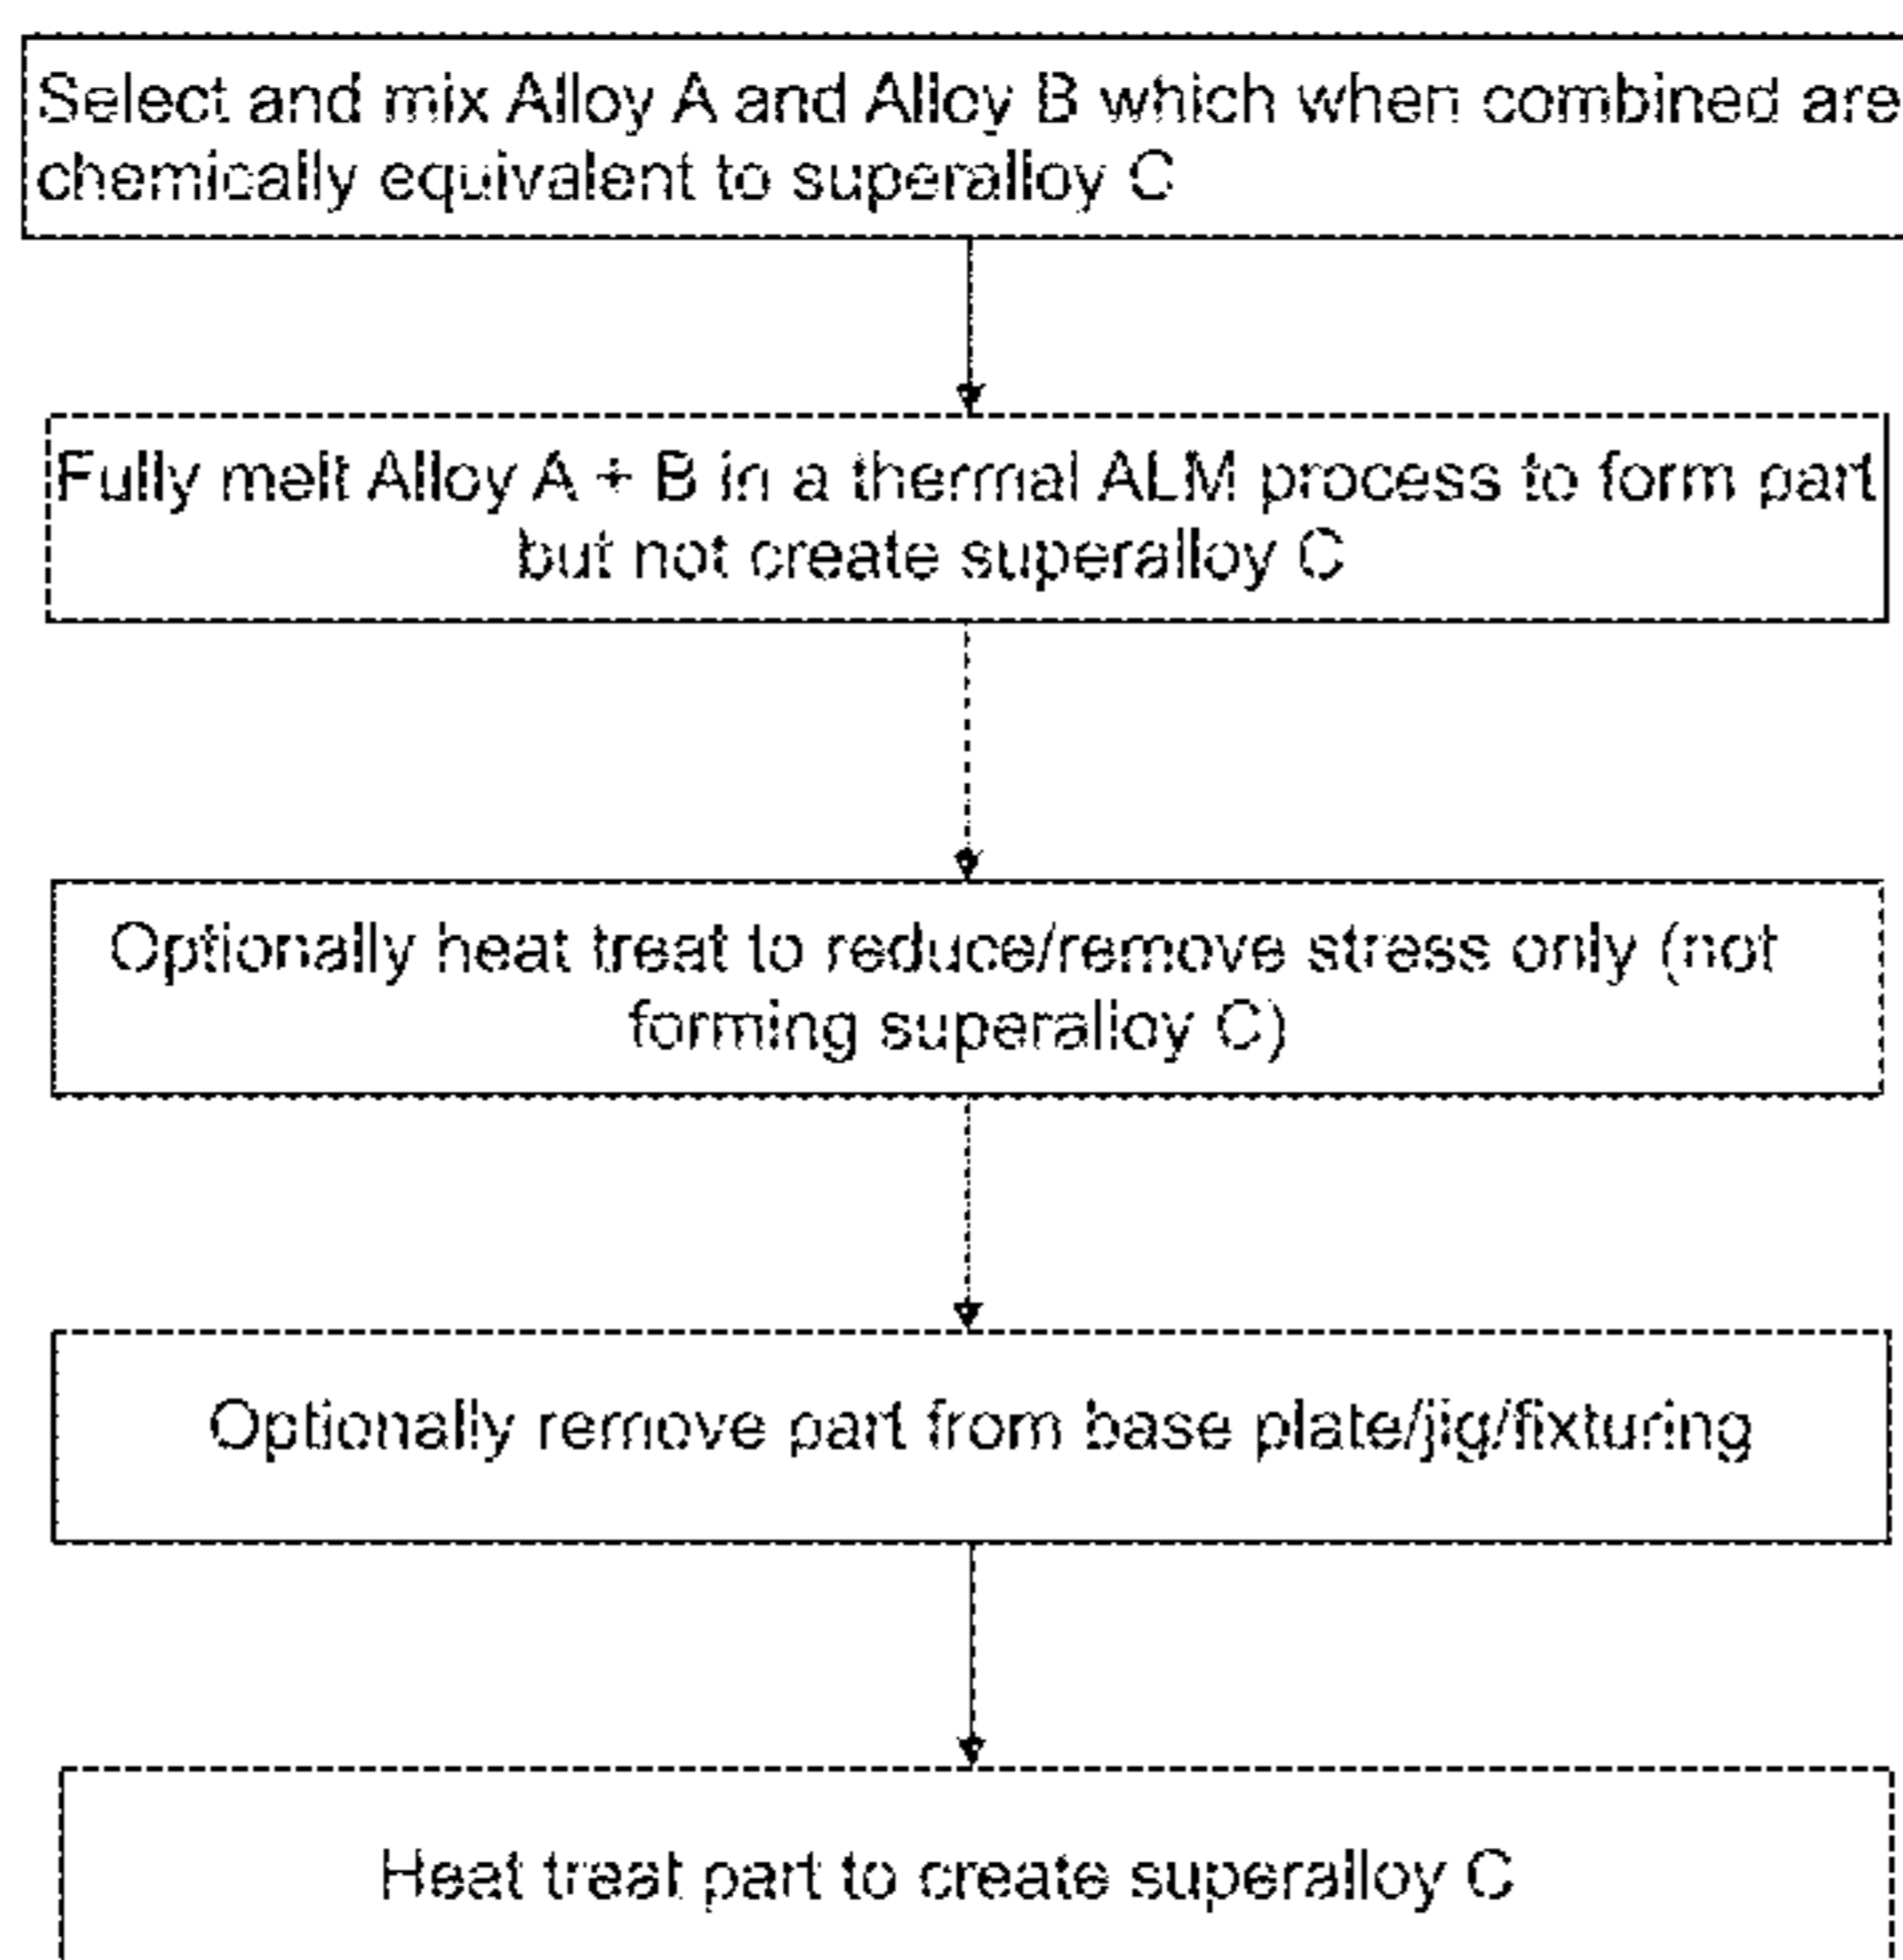 Select and mix Alloy A and Alloy B which when combined are
chemically equivalent to superalloy C
Fully melt Alloy A + B in a thermal ALM process to form part
but not create superalloy C
Optionally heat treat to reduce/remove stress only (not
forming superalloy C)
Optionally remove part from base plate/jig/fixturing
Heat treat part to create superalloy C